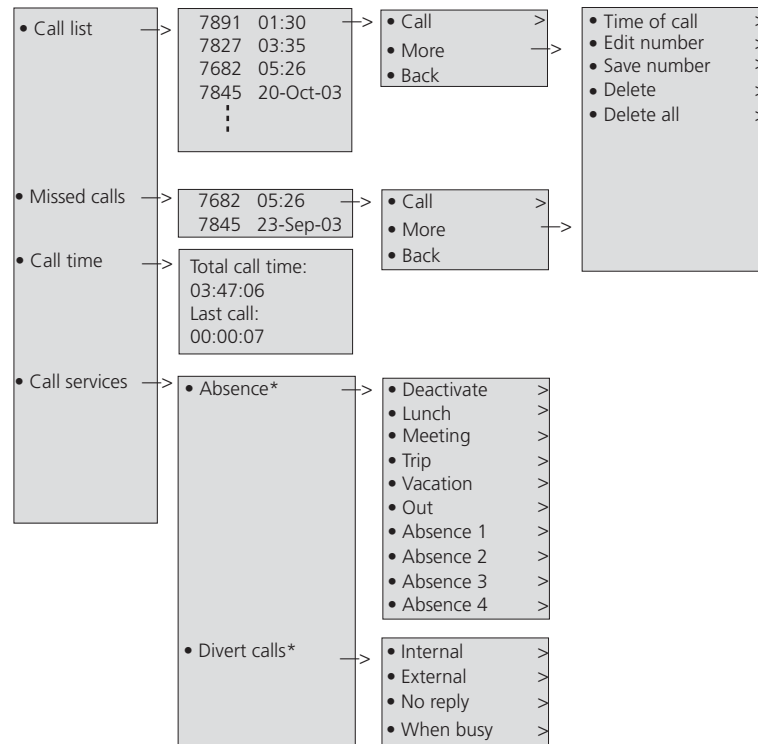 • Call list —>
7891 01:30 —>
7827 03:35
7682 05:26
7845 20-Oct-03
• Call >
• More —>
• Back
• Time of call >
• Edit number >
• Save number >
• Delete >
• Delete all >
• Missed calls —>
7682 05:26 —>
7845 23-Sep-03
• Call >
• More —>
• Back
• Call time —>
Total call time:
03:47:06
Last call:
00:00:07
• Call services —>
• Absence* —>
• Deactivate >
• Lunch >
• Meeting >
• Trip >
• Vacation >
• Out >
• Absence 1 >
• Absence 2 >
• Absence 3 >
• Absence 4 >
• Divert calls* —>
• Internal >
• External >
• No reply >
• When busy >